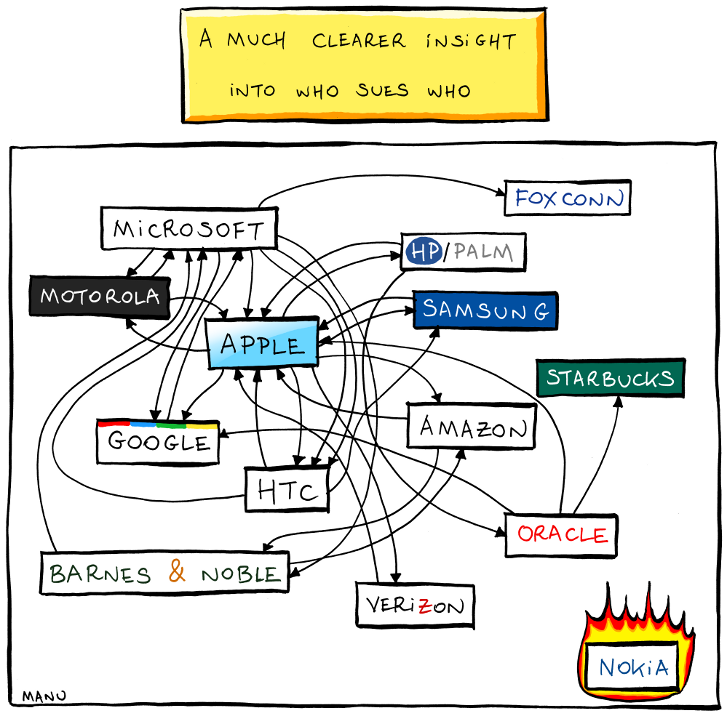 A MUCH CLEARER INSIGHT
INTO WHO SUES WHO
FOXCONN
MICROSOFT
HP/PALM
MOTOROLA
SAMSUNG
APPLE
STARBUCKS
AMAZON
GOOGLE
HTC
ORACLE
BARNES & NOBLE
VERIZON
NOKIA
MANU